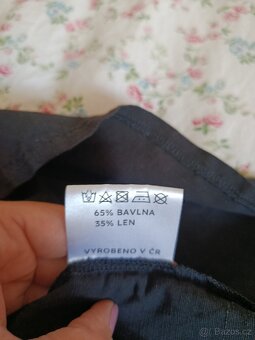 65% BAVLNA
35% LEN
VYROBENO V ČR
Bazos.cz